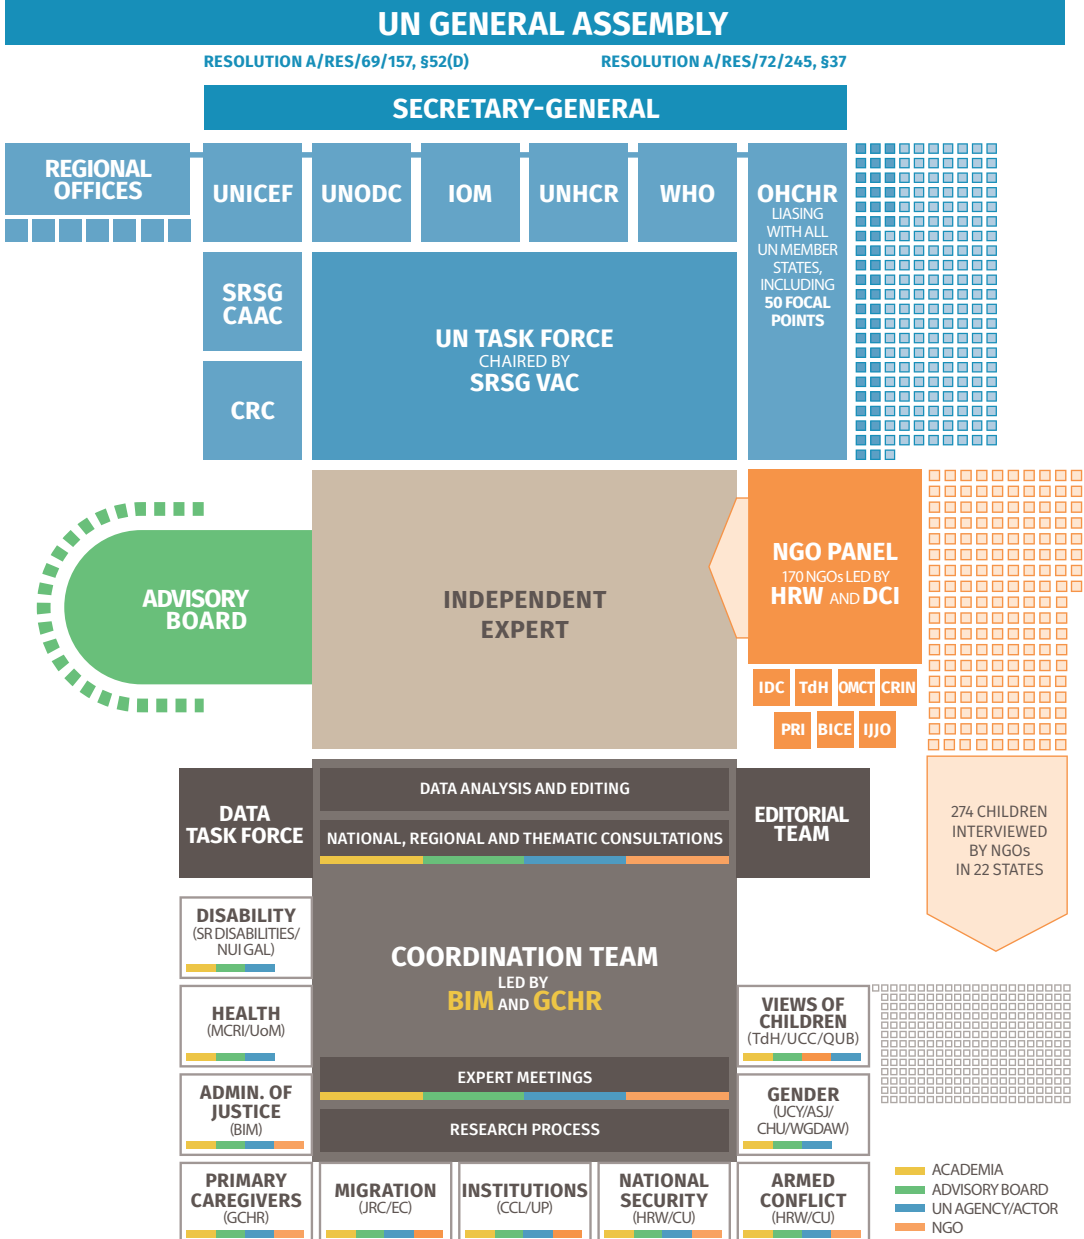 UN GENERAL ASSEMBLY
RESOLUTION A/RES/69/157, §52(D)
RESOLUTION A/RES/72/245, §37
SECRETARY-GENERAL
REGIONAL
OFFICES
UNICEF
UNODC
IOM
UNHCR
WHO
OHCHR
LIASING
WITH ALL
UN MEMBER
STATES,
INCLUDING
50 FOCAL
POINTS
SRSG
CAAC
UN TASK FORCE
CHAIRED BY
SRSG VAC
CRC
ADVISORY
BOARD
INDEPENDENT
EXPERT
NGO PANEL
170 NGOs LED BY
HRW AND DCI
IDC
TdH
OMCT
CRIN
PRI
BICE
IJJO
DATA
TASK FORCE
DATA ANALYSIS AND EDITING
NATIONAL, REGIONAL AND THEMATIC CONSULTATIONS
EDITORIAL
TEAM
274 CHILDREN
INTERVIEWED
BY NGOs
IN 22 STATES
DISABILITY
(SR DISABILITIES/
NUI GAL)
COORDINATION TEAM
LED BY
BIM AND GCHR
HEALTH
(MCRI/UoM)
VIEWS OF
CHILDREN
(TdH/UCC/QUB)
ADMIN. OF
JUSTICE
(BIM)
EXPERT MEETINGS
RESEARCH PROCESS
GENDER
(UCY/ASJ/
CHU/WGDAW)
PRIMARY
CAREGIVERS
(GCHR)
MIGRATION
(JRC/EC)
INSTITUTIONS
(CCL/UP)
NATIONAL
SECURITY
(HRW/CU)
ARMED
CONFLICT
(HRW/CU)
ACADEMIA
ADVISORY BOARD
UN AGENCY/ACTOR
NGO